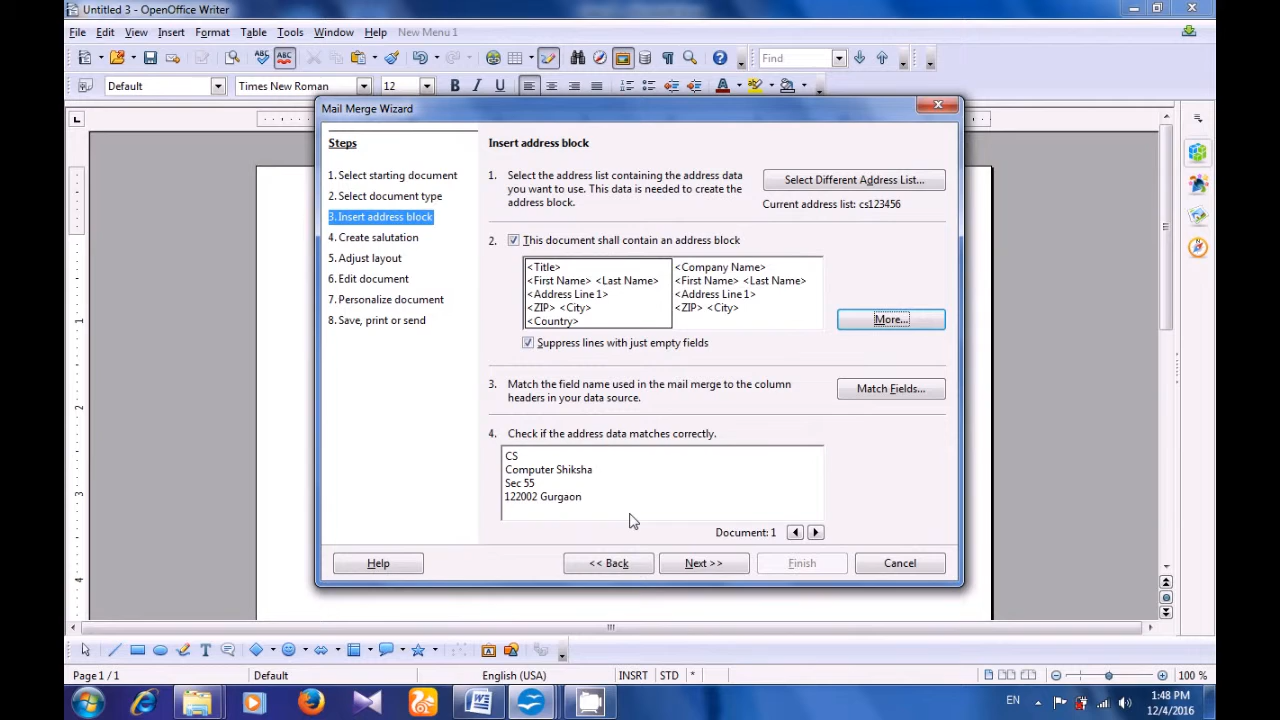 Untitled 3 - OpenOffice Writer
File Edit View Insert Format Table Tools Window Help New Menu 1
Find
Default Times New Roman 12 B I U
Mail Merge Wizard
Steps
1. Select starting document
2. Select document type
3. Insert address block
4. Create salutation
5. Adjust layout
6. Edit document
7. Personalize document
8. Save, print or send
Insert address block
1. Select the address list containing the address data
you want to use. This data is needed to create the
address block.
Select Different Address List...
Current address list: cs123456
2. This document shall contain an address block
<Title>
<First Name> <Last Name>
<Address Line 1>
<ZIP> <City>
<Country>
<Company Name>
<First Name> <Last Name>
<Address Line 1>
<ZIP> <City>
More...
Suppress lines with just empty fields
3. Match the field name used in the mail merge to the column
headers in your data source.
Match Fields...
4. Check if the address data matches correctly.
CS
Computer Shiksha
Sec 55
122002 Gurgaon
Document: 1
Help << Back Next >> Finish Cancel
1
2
3
4
Page 1 / 1 Default English (USA) INSRT STD * 100 %
EN
1:48 PM
12/4/2016